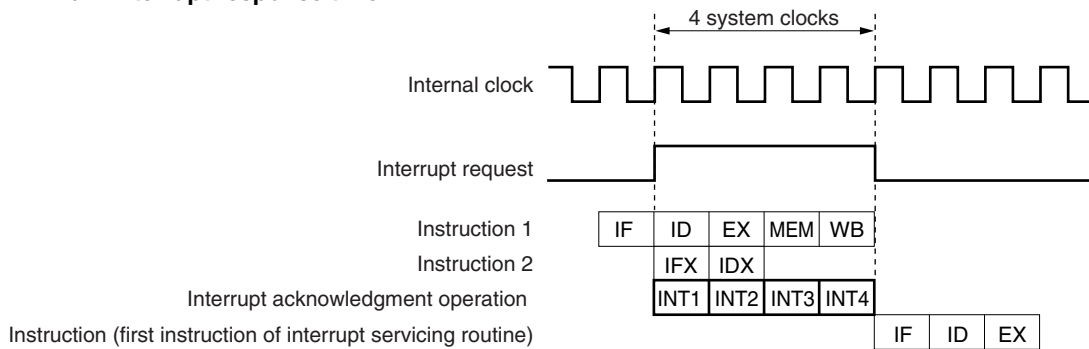 4 system clocks
Internal clock
Interrupt request
Instruction 1 IF ID EX MEM WB
Instruction 2 IFX IDX
Interrupt acknowledgment operation INT1 INT2 INT3 INT4
Instruction (first instruction of interrupt servicing routine) IF ID EX